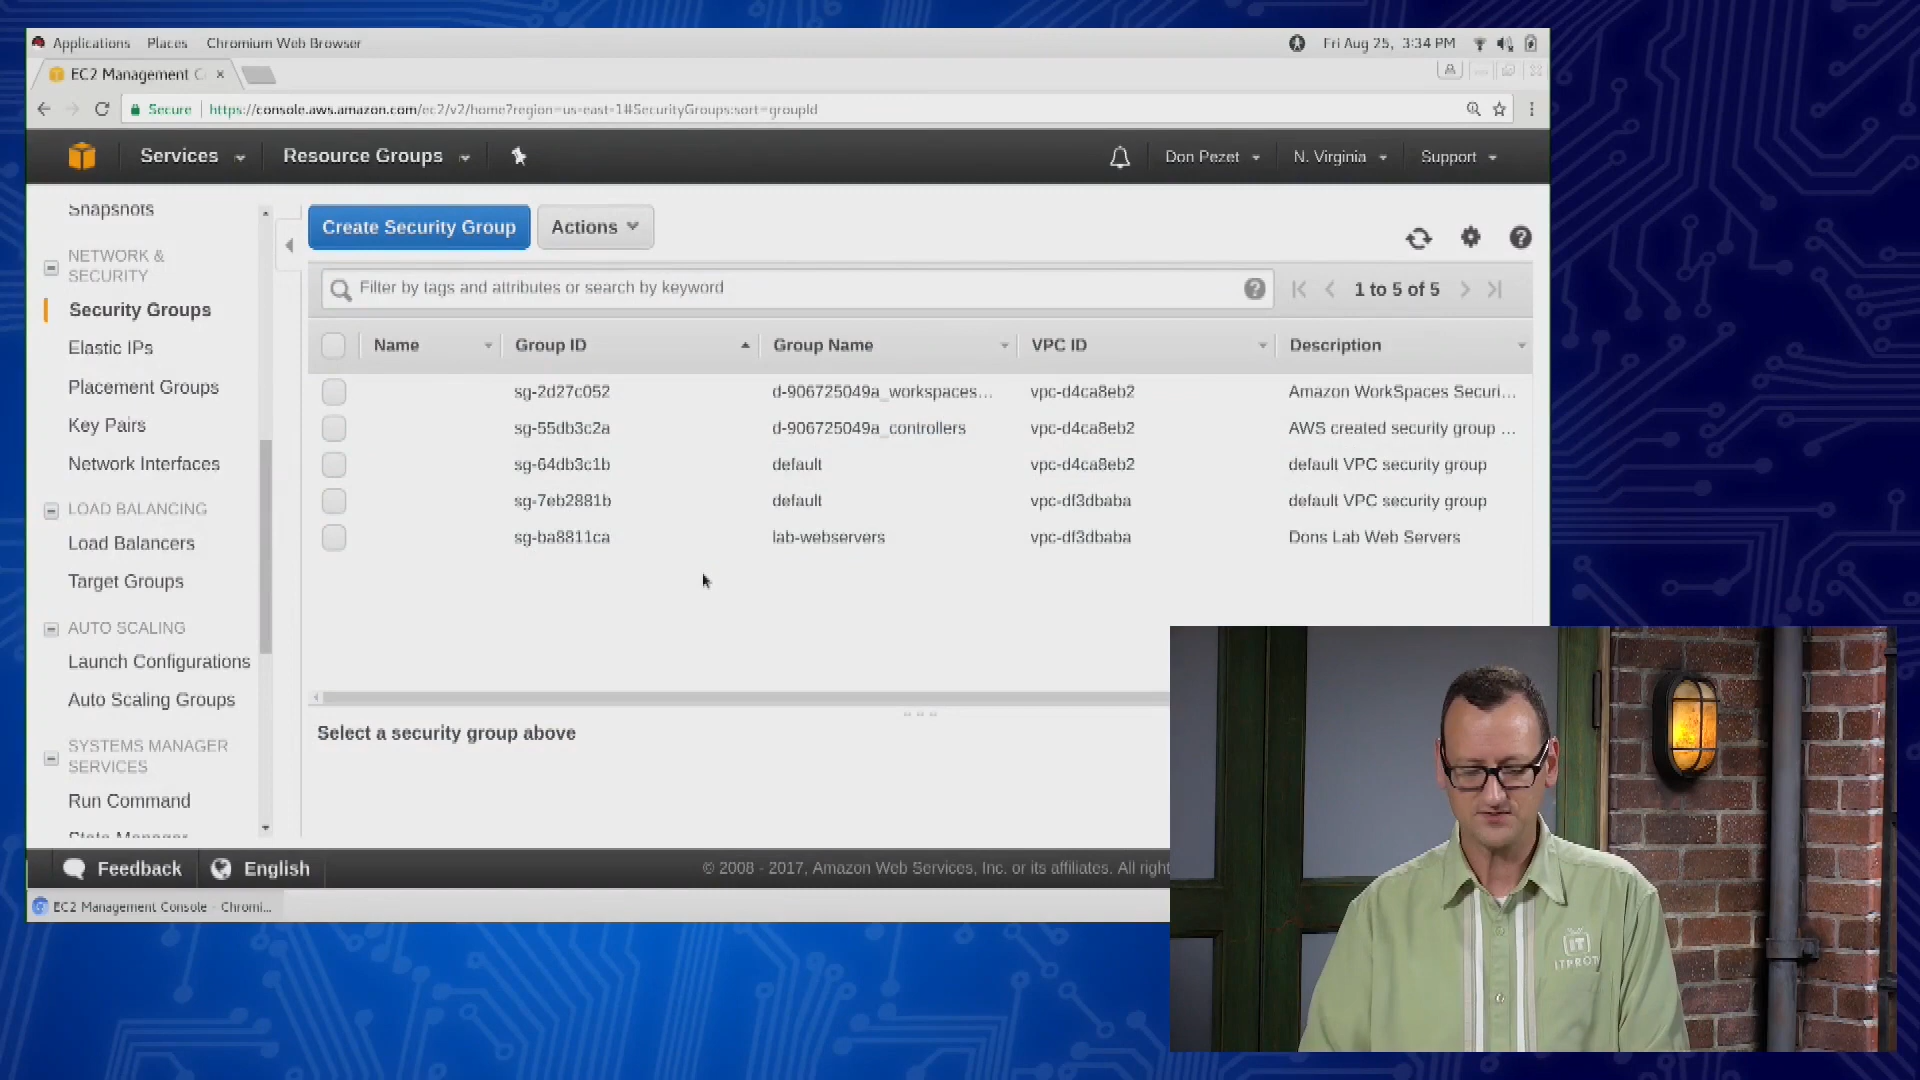 Applications Places Chromium Web Browser Fri Aug 25, 3:34 PM
EC2 Management C
Secure https://console.aws.amazon.com/ec2/v2/home?region=us-east-1#SecurityGroups:sort=groupId
Services Resource Groups Don Pezet N. Virginia Support
Snapshots
NETWORK &
SECURITY
Security Groups
Elastic IPs
Placement Groups
Key Pairs
Network Interfaces
LOAD BALANCING
Load Balancers
Target Groups
AUTO SCALING
Launch Configurations
Auto Scaling Groups
SYSTEMS MANAGER
SERVICES
Run Command
State Manager
Create Security Group Actions
Filter by tags and attributes or search by keyword 1 to 5 of 5
Name Group ID Group Name VPC ID Description
sg-2d27c052 d-906725049a_workspaces... vpc-d4ca8eb2 Amazon WorkSpaces Securi...
sg-55db3c2a d-906725049a_controllers vpc-d4ca8eb2 AWS created security group ...
sg-64db3c1b default vpc-d4ca8eb2 default VPC security group
sg-7eb2881b default vpc-df3dbaba default VPC security group
sg-ba8811ca lab-webservers vpc-df3dbaba Dons Lab Web Servers
Select a security group above
Feedback English © 2008 - 2017, Amazon Web Services, Inc. or its affiliates. All right
EC2 Management Console - Chromi...
IT
ITPROT